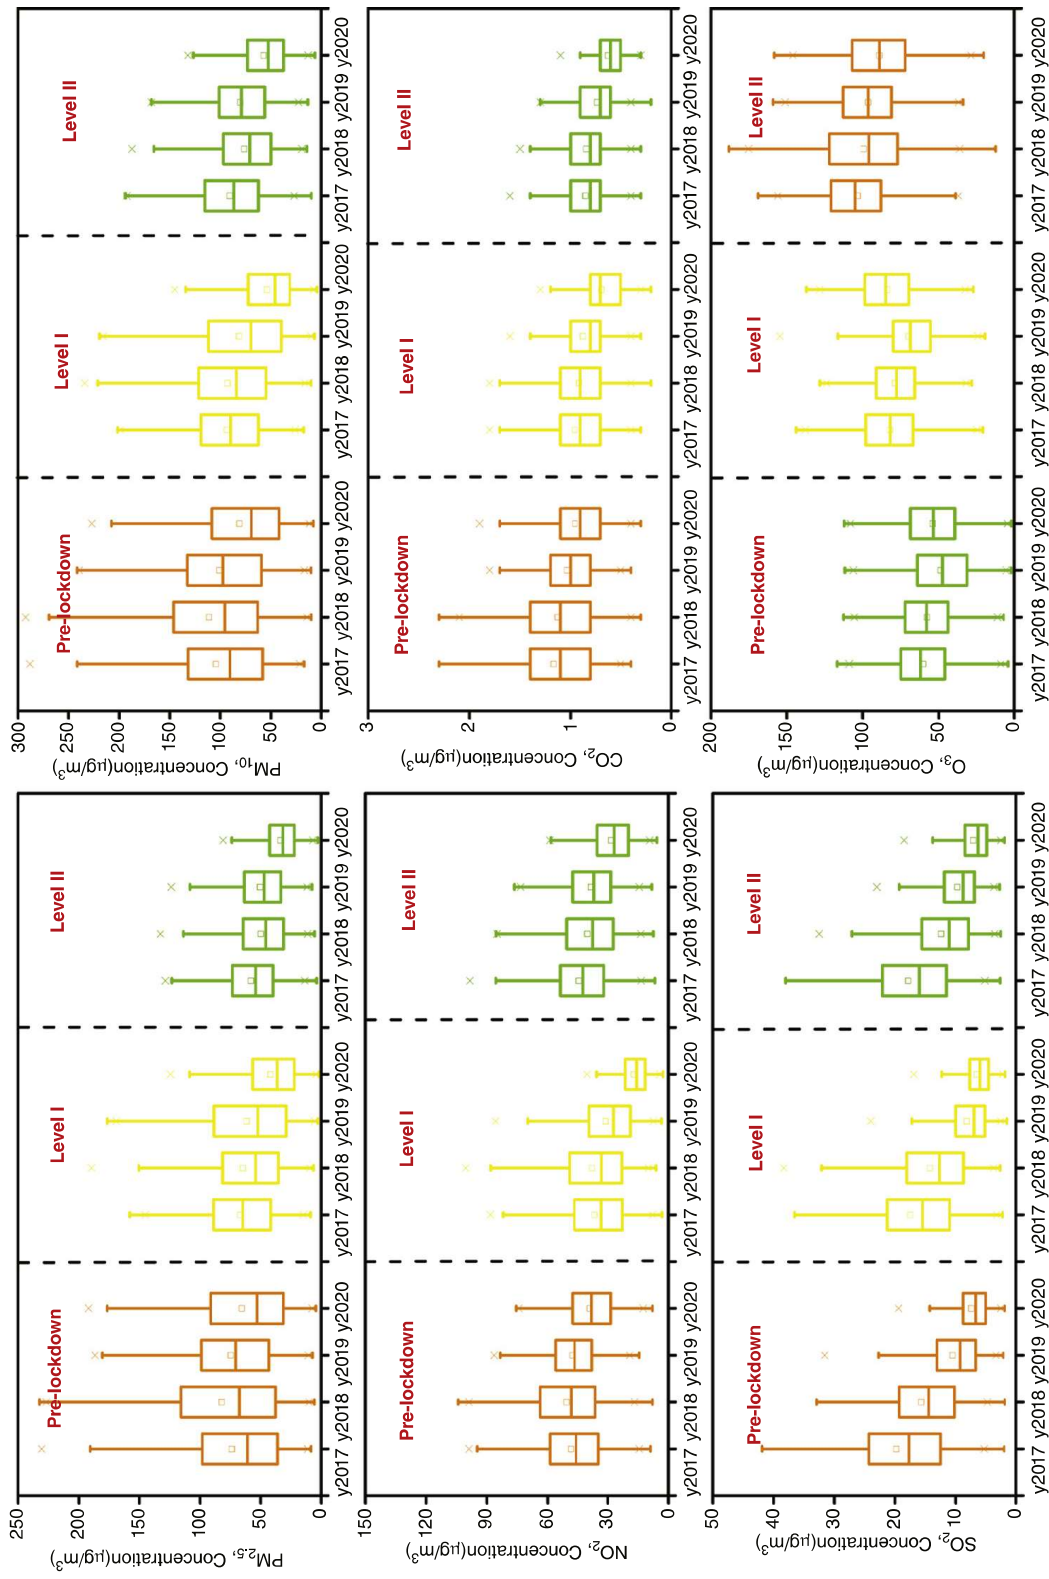 PM2.5, Concentration(μg/m³)
250
200
150
100
50
0
Pre-lockdown
Level I
Level II
y2017 y2018 y2019 y2020 y2017 y2018 y2019 y2020 y2017 y2018 y2019 y2020
PM10, Concentration(μg/m³)
300
250
200
150
100
50
0
Pre-lockdown
Level I
Level II
y2017 y2018 y2019 y2020 y2017 y2018 y2019 y2020 y2017 y2018 y2019 y2020
NO2, Concentration(μg/m³)
150
120
90
60
30
0
Pre-lockdown
Level I
Level II
y2017 y2018 y2019 y2020 y2017 y2018 y2019 y2020 y2017 y2018 y2019 y2020
CO2, Concentration(μg/m³)
3
2
1
0
Pre-lockdown
Level I
Level II
y2017 y2018 y2019 y2020 y2017 y2018 y2019 y2020 y2017 y2018 y2019 y2020
SO2, Concentration(μg/m³)
50
40
30
20
10
0
Pre-lockdown
Level I
Level II
y2017 y2018 y2019 y2020 y2017 y2018 y2019 y2020 y2017 y2018 y2019 y2020
O3, Concentration(μg/m³)
200
150
100
50
0
Pre-lockdown
Level I
Level II
y2017 y2018 y2019 y2020 y2017 y2018 y2019 y2020 y2017 y2018 y2019 y2020